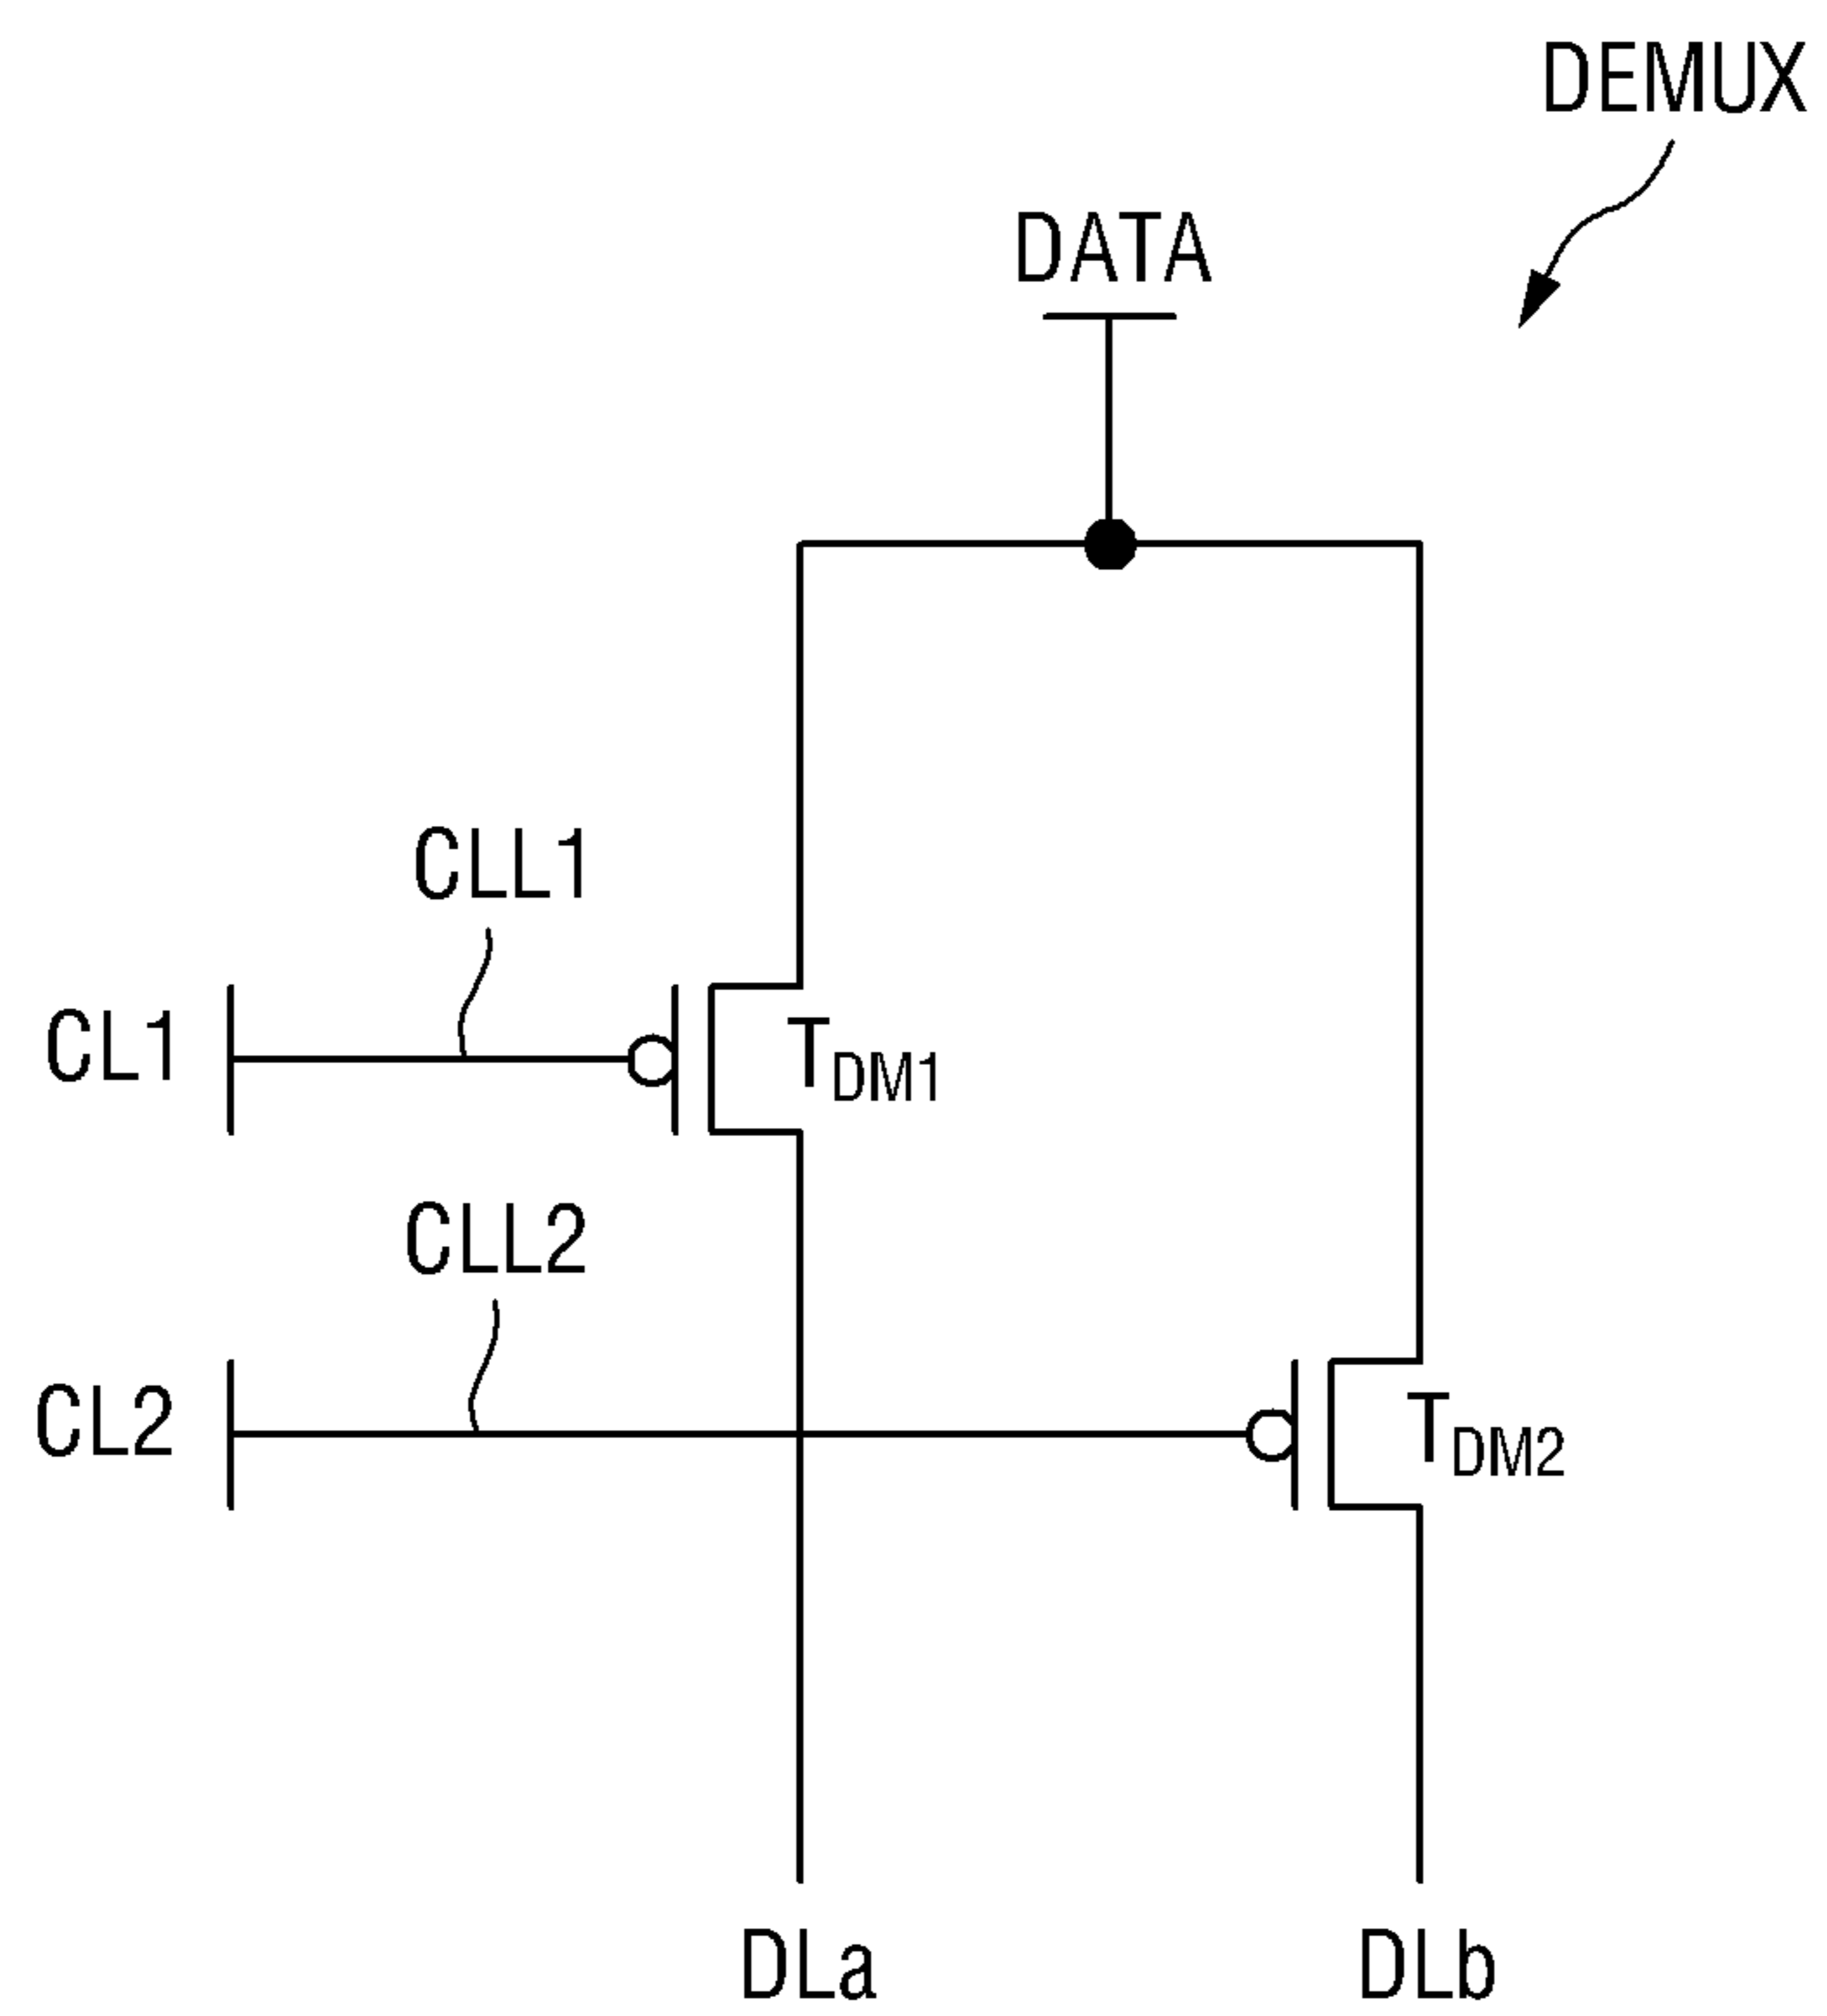 DEMUX
DATA
CLL1
CL1
TDM1
CLL2
CL2
TDM2
DLa
DLb